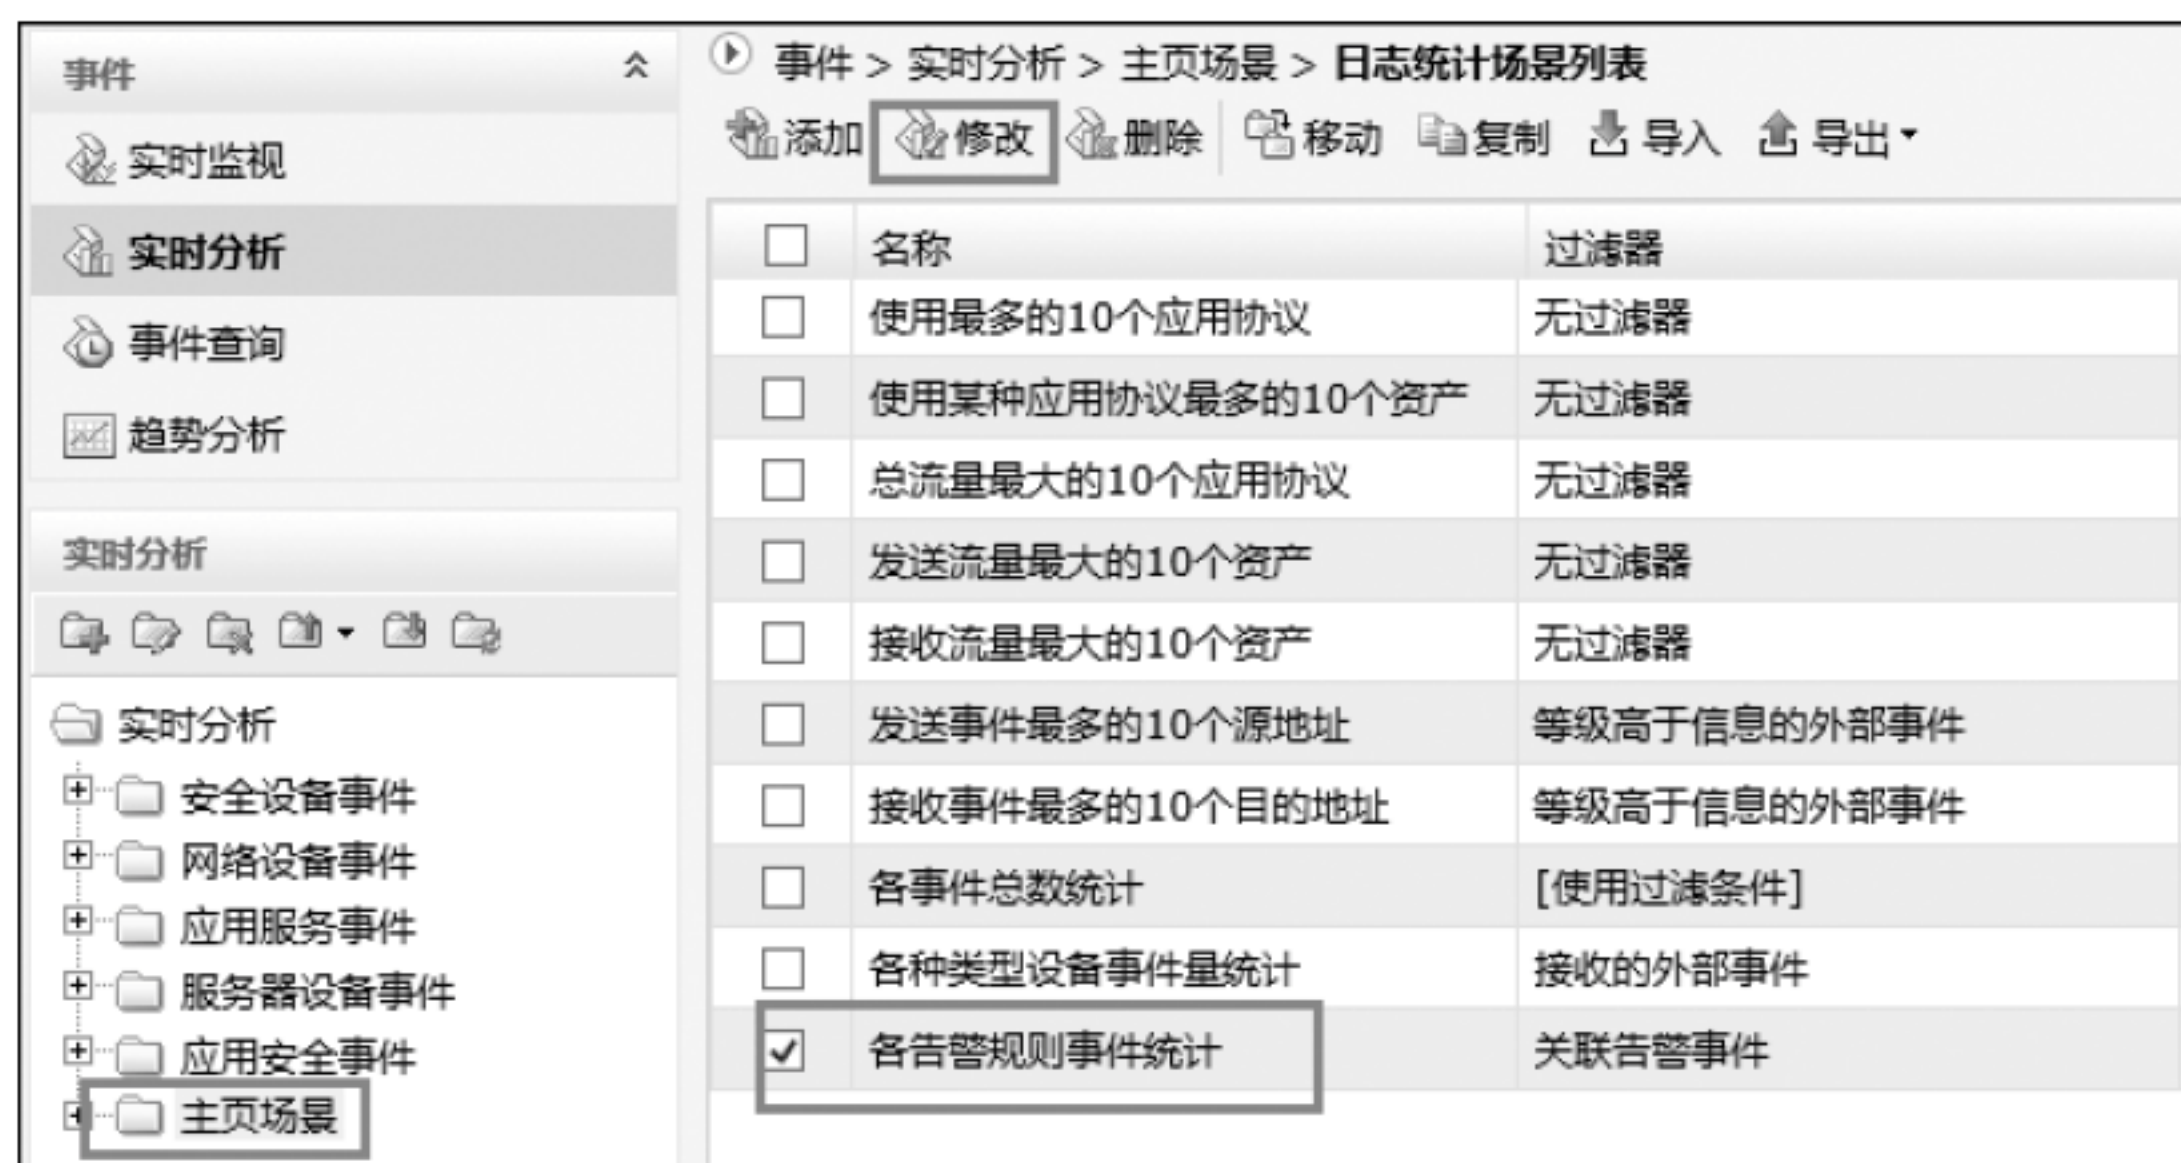 事件
实时监视
实时分析
事件查询
趋势分析
实时分析
实时分析
安全设备事件
网络设备事件
应用服务事件
服务器设备事件
应用安全事件
主页场景
事件 > 实时分析 > 主页场景 > 日志统计场景列表
添加 修改 删除 移动 复制 导入 导出
名称 过滤器
使用最多的10个应用协议 无过滤器
使用某种应用协议最多的10个资产 无过滤器
总流量最大的10个应用协议 无过滤器
发送流量最大的10个资产 无过滤器
接收流量最大的10个资产 无过滤器
发送事件最多的10个源地址 等级高于信息的外部事件
接收事件最多的10个目的地址 等级高于信息的外部事件
各事件总数统计 [使用过滤条件]
各种类型设备事件量统计 接收的外部事件
各告警规则事件统计 关联告警事件